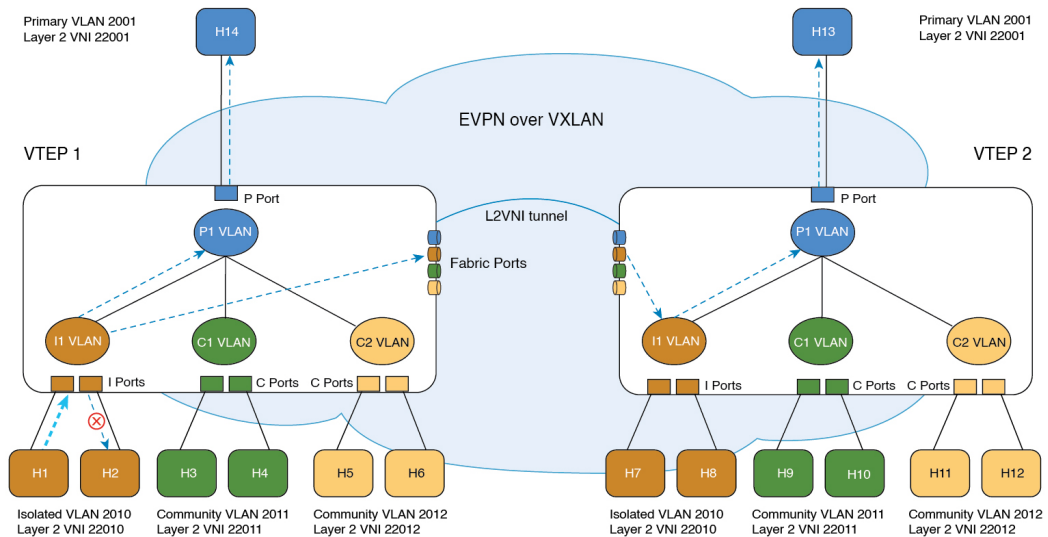 Primary VLAN 2001
Layer 2 VNI 22001
H14
H13
Primary VLAN 2001
Layer 2 VNI 22001
EVPN over VXLAN
VTEP 1
VTEP 2
P Port
P Port
P1 VLAN
L2VNI tunnel
P1 VLAN
Fabric Ports
I1 VLAN
C1 VLAN
C2 VLAN
I1 VLAN
C1 VLAN
C2 VLAN
I Ports
C Ports
C Ports
I Ports
C Ports
C Ports
H1
H2
H3
H4
H5
H6
H7
H8
H9
H10
H11
H12
Isolated VLAN 2010
Layer 2 VNI 22010
Community VLAN 2011
Layer 2 VNI 22011
Community VLAN 2012
Layer 2 VNI 22012
Isolated VLAN 2010
Layer 2 VNI 22010
Community VLAN 2011
Layer 2 VNI 22011
Community VLAN 2012
Layer 2 VNI 22012